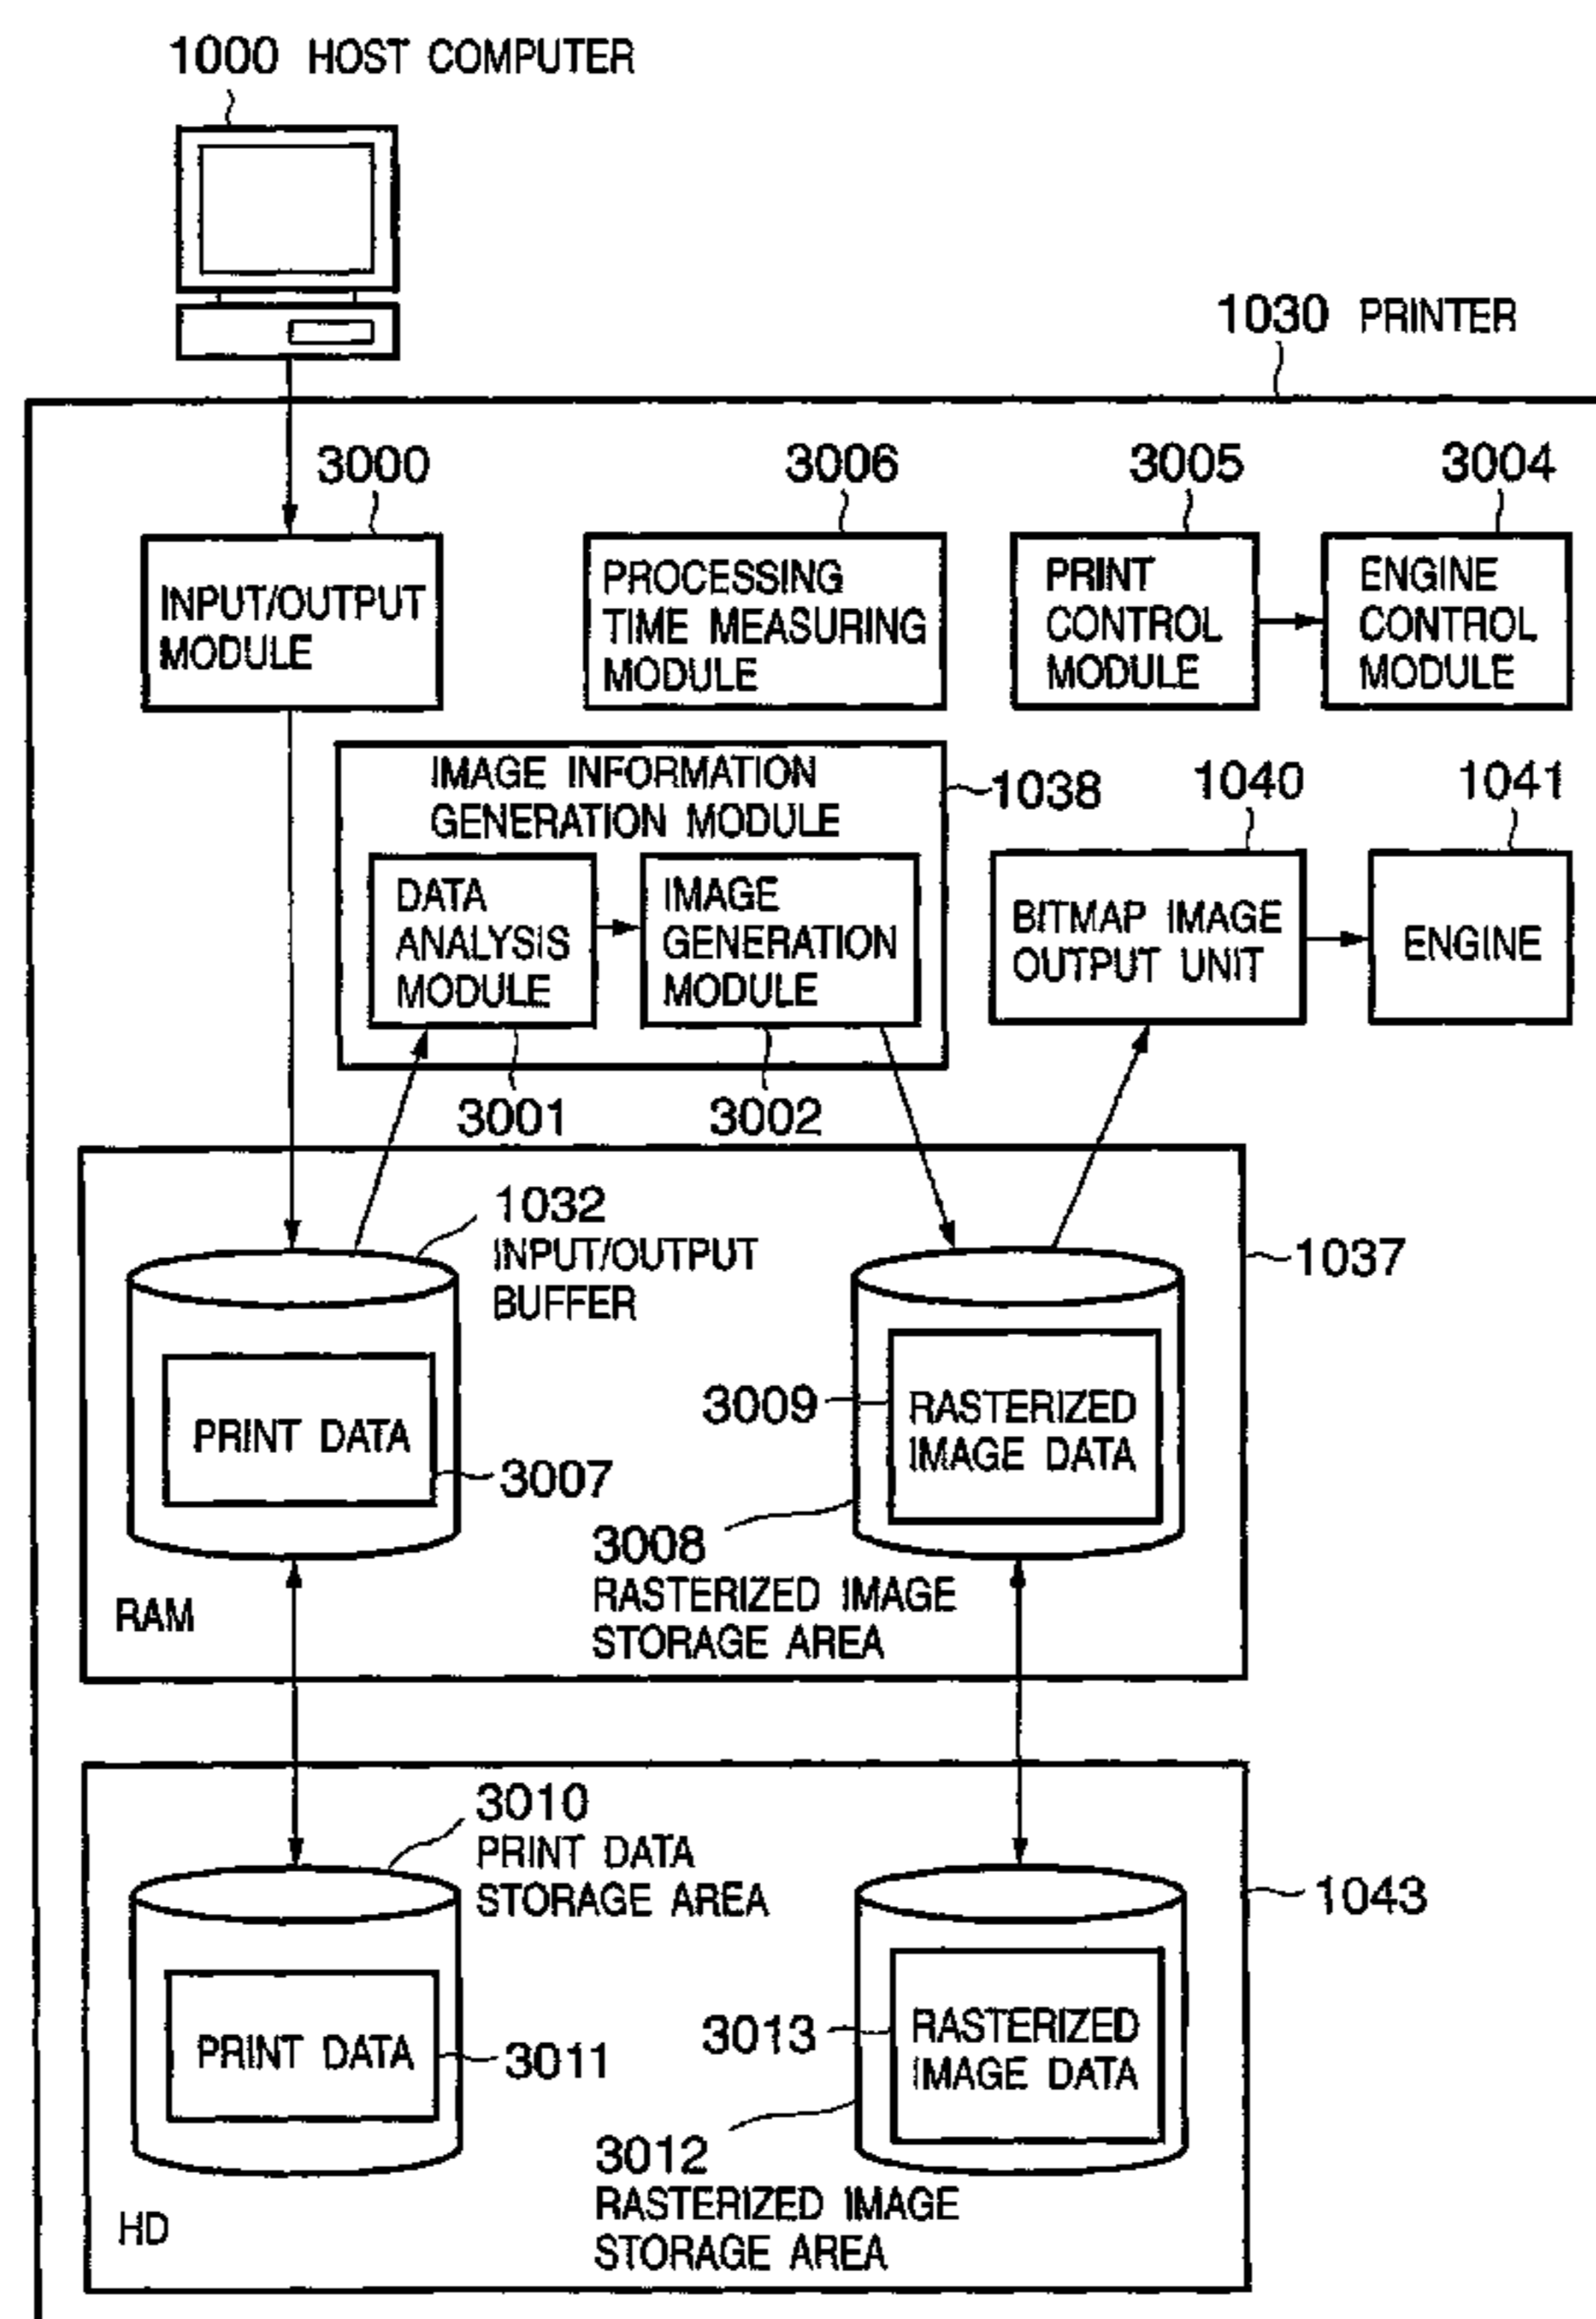 1000 HOST COMPUTER
1030 PRINTER
3000
3006
3005
3004
INPUT/OUTPUT
MODULE
PROCESSING
TIME MEASURING
MODULE
PRINT
CONTROL
MODULE
ENGINE
CONTROL
MODULE
IMAGE INFORMATION
GENERATION MODULE
1038
1040
1041
DATA
ANALYSIS
MODULE
IMAGE
GENERATION
MODULE
BITMAP IMAGE
OUTPUT UNIT
ENGINE
3001
3002
1032
INPUT/OUTPUT
BUFFER
1037
PRINT DATA
3007
3009
RASTERIZED
IMAGE DATA
3008
RASTERIZED IMAGE
STORAGE AREA
RAM
3010
PRINT DATA
STORAGE AREA
1043
PRINT DATA
3011
3013
RASTERIZED
IMAGE DATA
3012
RASTERIZED IMAGE
STORAGE AREA
HD